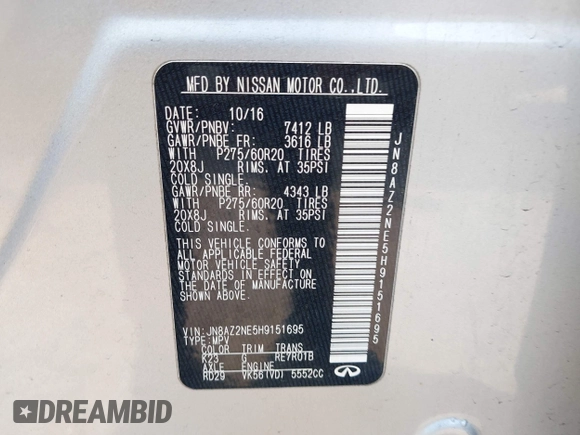 MFD BY NISSAN MOTOR CO.,LTD.
DATE: 10/16
GVWR/PNBV: 7412 LB
GAWR/PNBE FR: 3616 LB
WITH P275/60R20 TIRES
20X8J RIMS. AT 35PSI
COLD SINGLE.
GAWR/PNBE RR: 4343 LB
WITH P275/60R20 TIRES
20X8J RIMS. AT 35PSI
COLD SINGLE.
THIS VEHICLE CONFORMS TO
ALL APPLICABLE FEDERAL
MOTOR VEHICLE SAFETY
STANDARDS IN EFFECT ON
THE DATE OF MANUFACTURE
SHOWN ABOVE.
VIN: JN8AZ2NE5H9151695
TYPE: MPV
COLOR TRIM TRANS
K23 G RE7R01B
AXLE ENGINE
RD29 VK56(VD) 5552CC
INFINITI
JN8AZ2NE5H9151695
DREAMBID